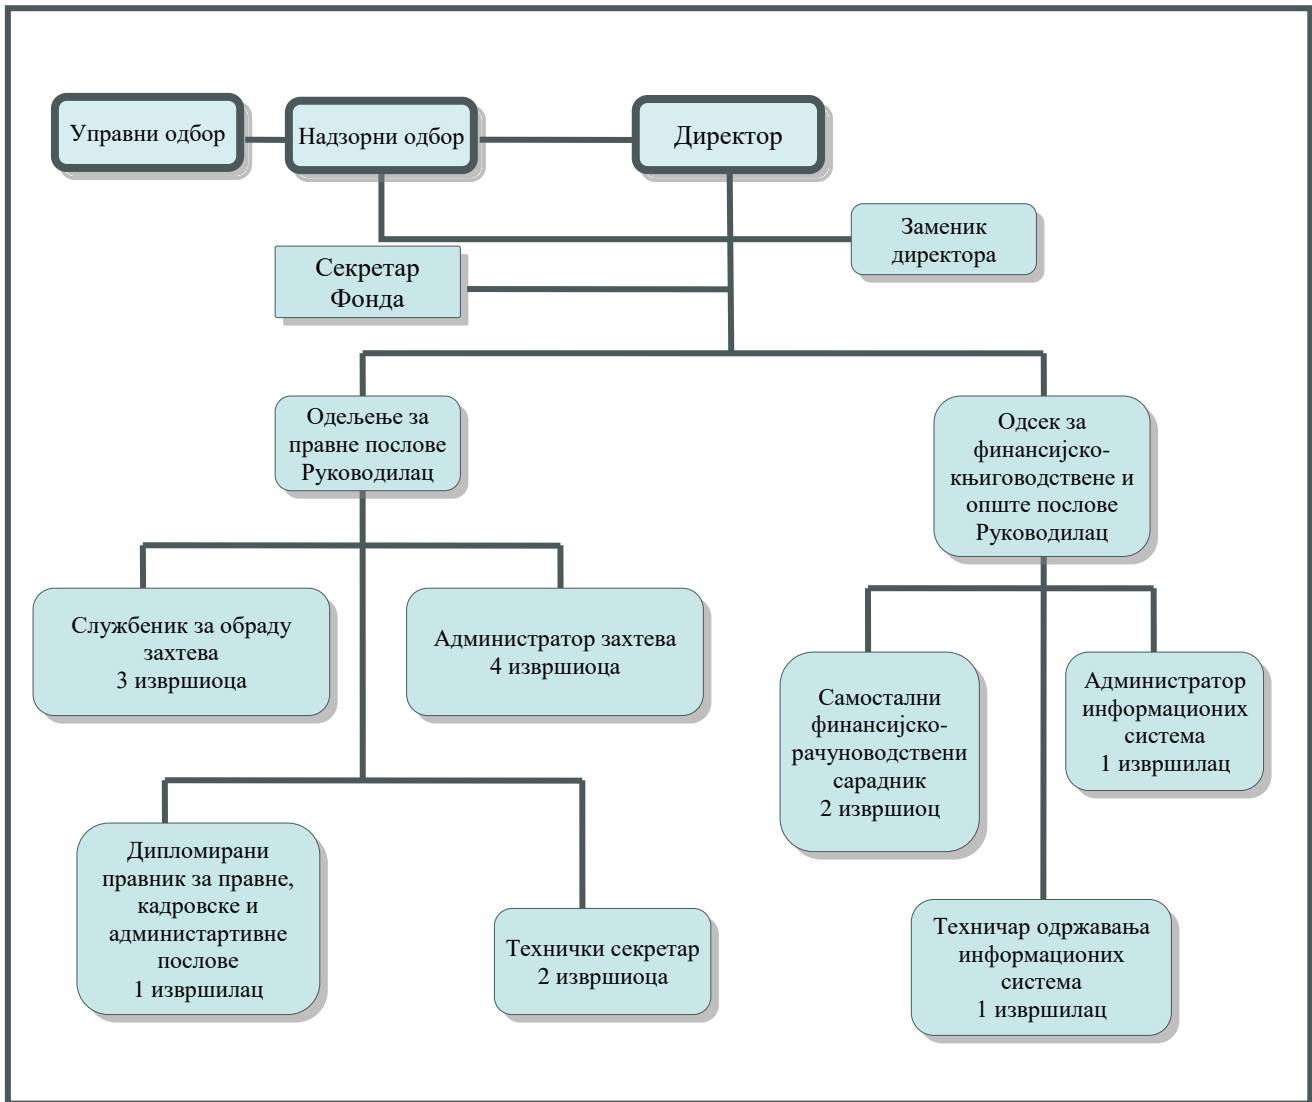 Управни одбор
Надзорни одбор
Директор
Заменик
директора
Секретар
Фонда
Одељење за
правне послове
Руководилац
Одсек за
финансијско-
књиговодствене и
опште послове
Руководилац
Службеник за обраду
захтева
3 извршиоца
Администратор захтева
4 извршиоца
Самостални
финансијско-
рачуноводствени
сарадник
2 извршиоц
Администратор
информационих
система
1 извршилац
Дипломирани
правник за правне,
кадровске и
администартивне
послове
1 извршилац
Технички секретар
2 извршиоца
Техничар одржавања
информационих
система
1 извршилац